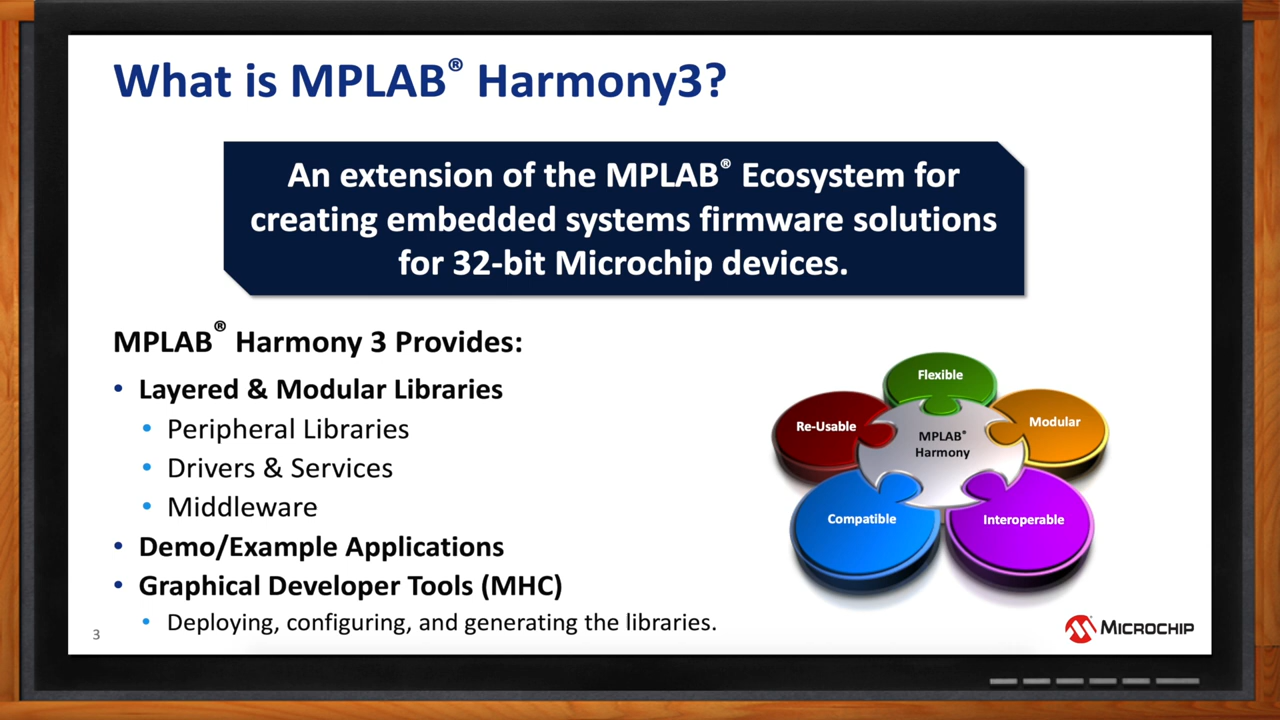 What is MPLAB® Harmony3?
An extension of the MPLAB® Ecosystem for
creating embedded systems firmware solutions
for 32-bit Microchip devices.
MPLAB® Harmony 3 Provides:
• Layered & Modular Libraries
• Peripheral Libraries
• Drivers & Services
• Middleware
• Demo/Example Applications
• Graphical Developer Tools (MHC)
• Deploying, configuring, and generating the libraries.
Flexible
Re-Usable
Modular
MPLAB®
Harmony
Compatible
Interoperable
3
MICROCHIP